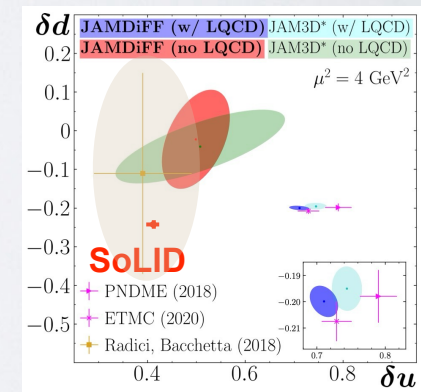 δd
JAMDiFF (w/ LQCD) JAM3D* (w/ LQCD)
JAMDiFF (no LQCD) JAM3D* (no LQCD)
μ² = 4 GeV²
0.2
0.1
0
−0.1
−0.2
−0.3
−0.4
−0.5
SoLID
PNDME (2018)
ETMC (2020)
Radici, Bacchetta (2018)
−0.19
−0.20
−0.21
0.7 0.8
0.4 0.6 0.8 δu